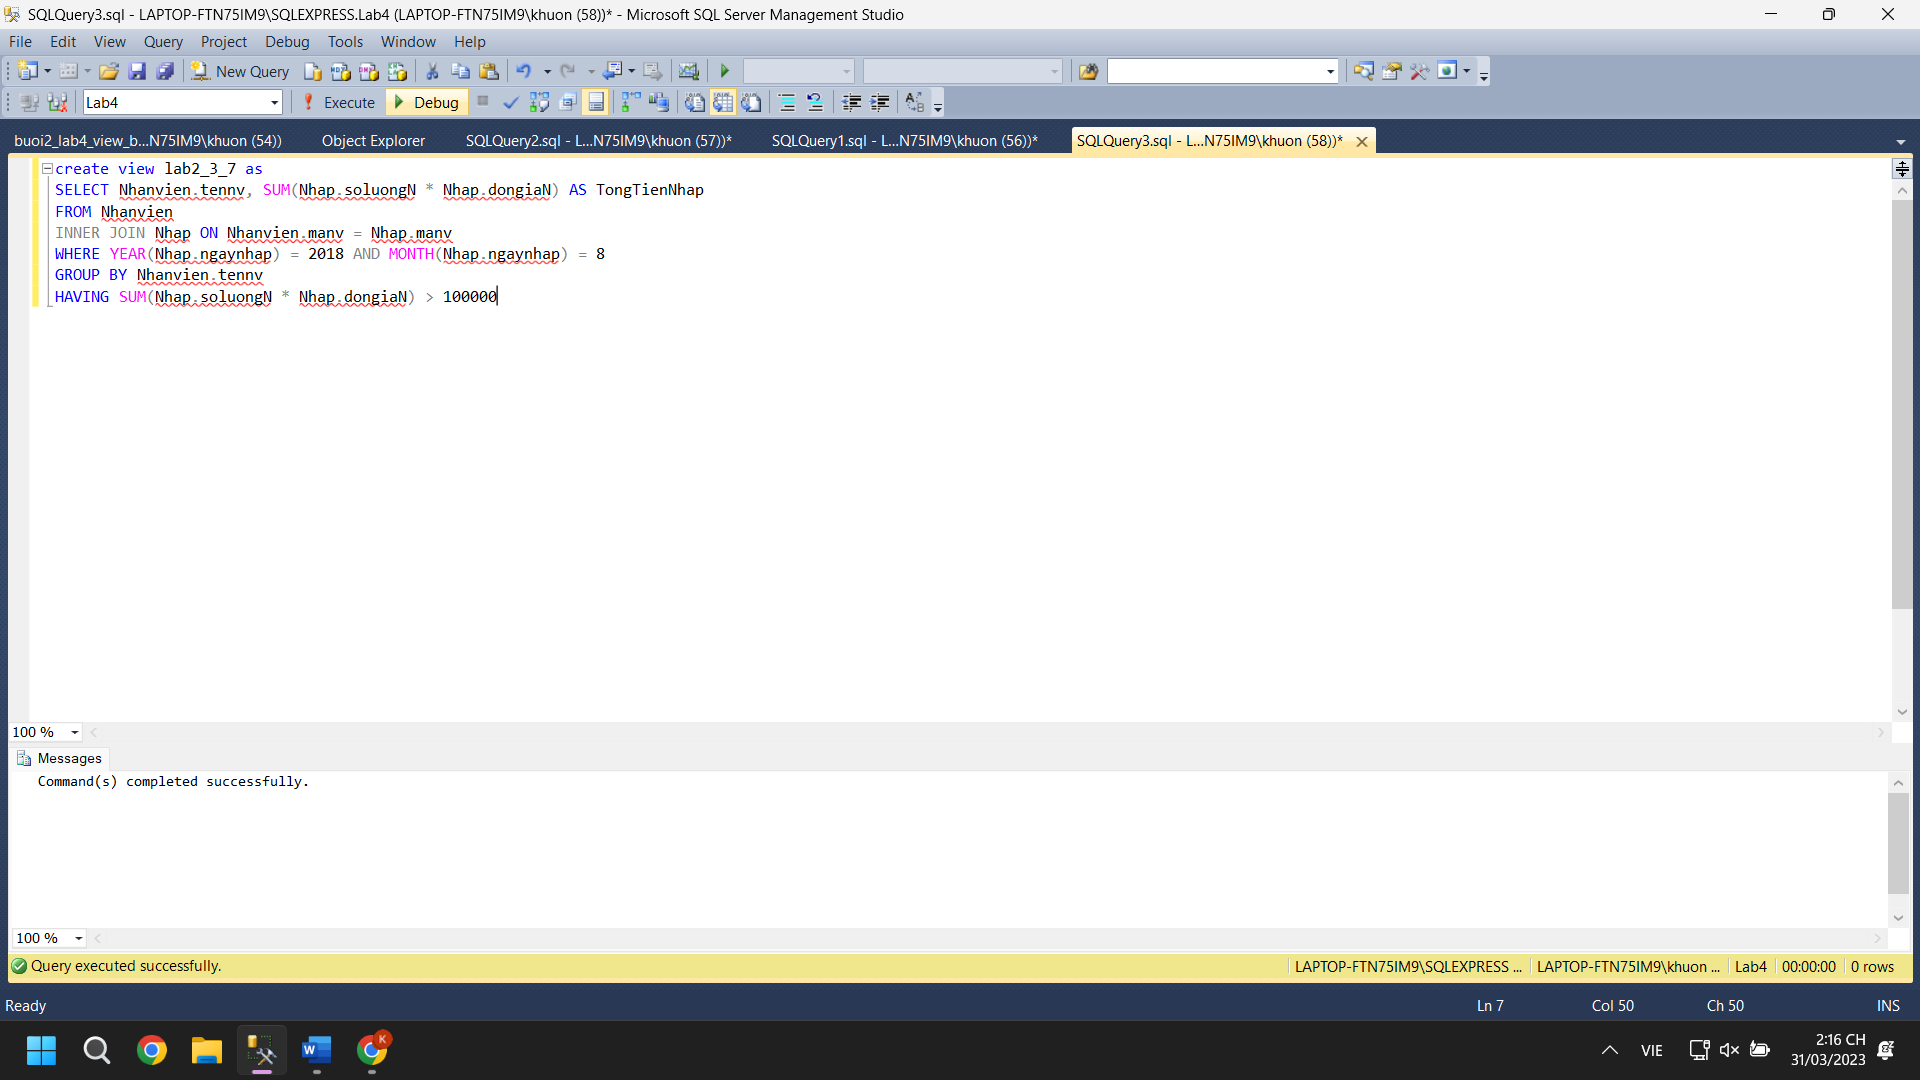 SQLQuery3.sql - LAPTOP-FTN75IM9\SQLEXPRESS.Lab4 (LAPTOP-FTN75IM9\khuon (58))* - Microsoft SQL Server Management Studio
File Edit View Query Project Debug Tools Window Help
New Query
Lab4 Execute Debug
buoi2_lab4_view_b...N75IM9\khuon (54)) Object Explorer SQLQuery2.sql - L...N75IM9\khuon (57))* SQLQuery1.sql - L...N75IM9\khuon (56))* SQLQuery3.sql - L...N75IM9\khuon (58))*
create view lab2_3_7 as
SELECT Nhanvien.tennv, SUM(Nhap.soluongN * Nhap.dongiaN) AS TongTienNhap
FROM Nhanvien
INNER JOIN Nhap ON Nhanvien.manv = Nhap.manv
WHERE YEAR(Nhap.ngaynhap) = 2018 AND MONTH(Nhap.ngaynhap) = 8
GROUP BY Nhanvien.tennv
HAVING SUM(Nhap.soluongN * Nhap.dongiaN) > 100000
100 %
Messages
Command(s) completed successfully.
100 %
Query executed successfully. LAPTOP-FTN75IM9\SQLEXPRESS ... LAPTOP-FTN75IM9\khuon ... Lab4 00:00:00 0 rows
Ready Ln 7 Col 50 Ch 50 INS
VIE 2:16 CH
31/03/2023